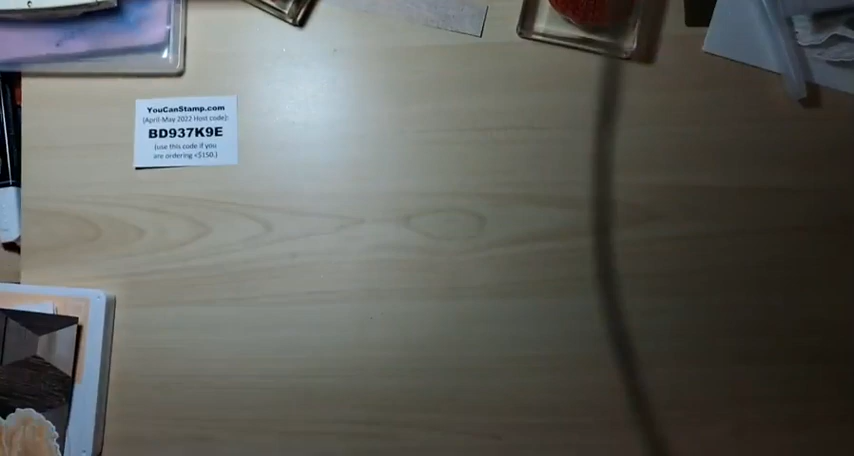 YouCanStamp.com
(April-May 2022 Host code):
BD937K9E
(use this code if you
are ordering <$150.)